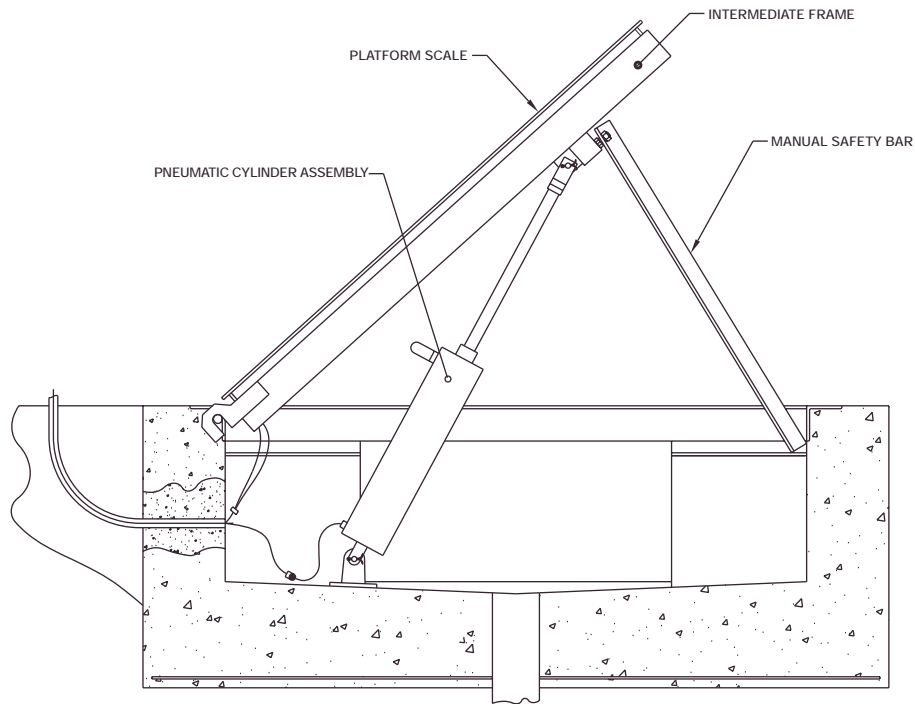 INTERMEDIATE FRAME
PLATFORM SCALE
MANUAL SAFETY BAR
PNEUMATIC CYLINDER ASSEMBLY